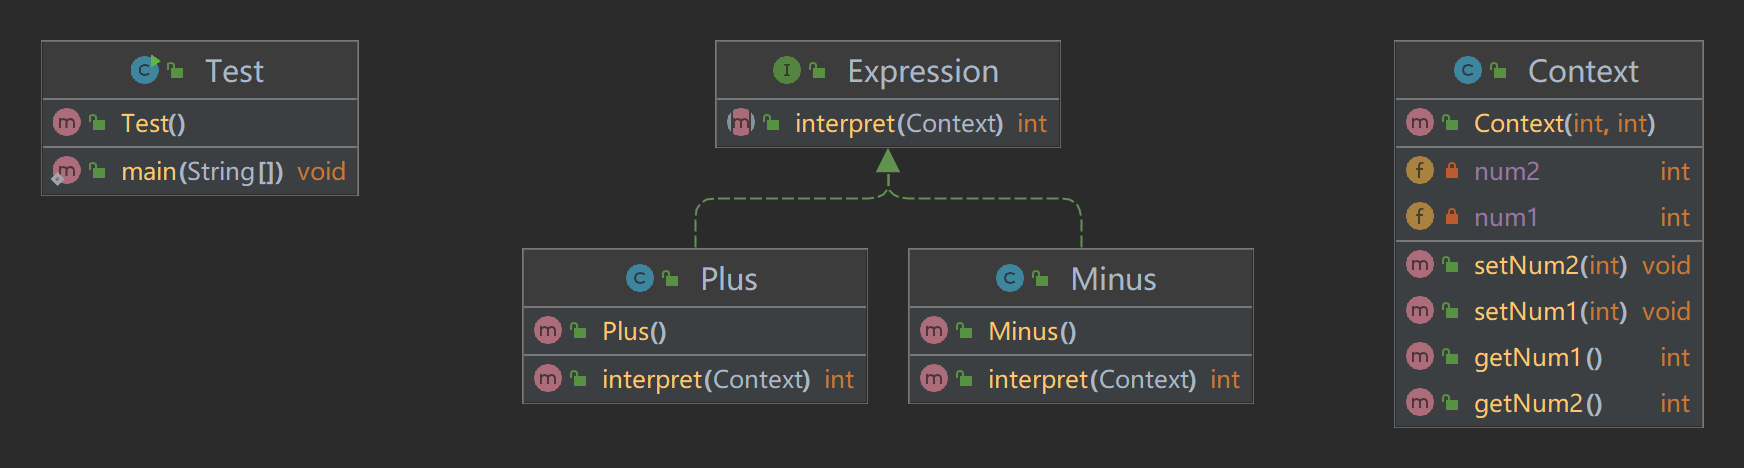 Test
Test()
main(String[]) void
Expression
interpret(Context) int
Plus
Plus()
interpret(Context) int
Minus
Minus()
interpret(Context) int
Context
Context(int, int)
num2 int
num1 int
setNum2(int) void
setNum1(int) void
getNum1() int
getNum2() int